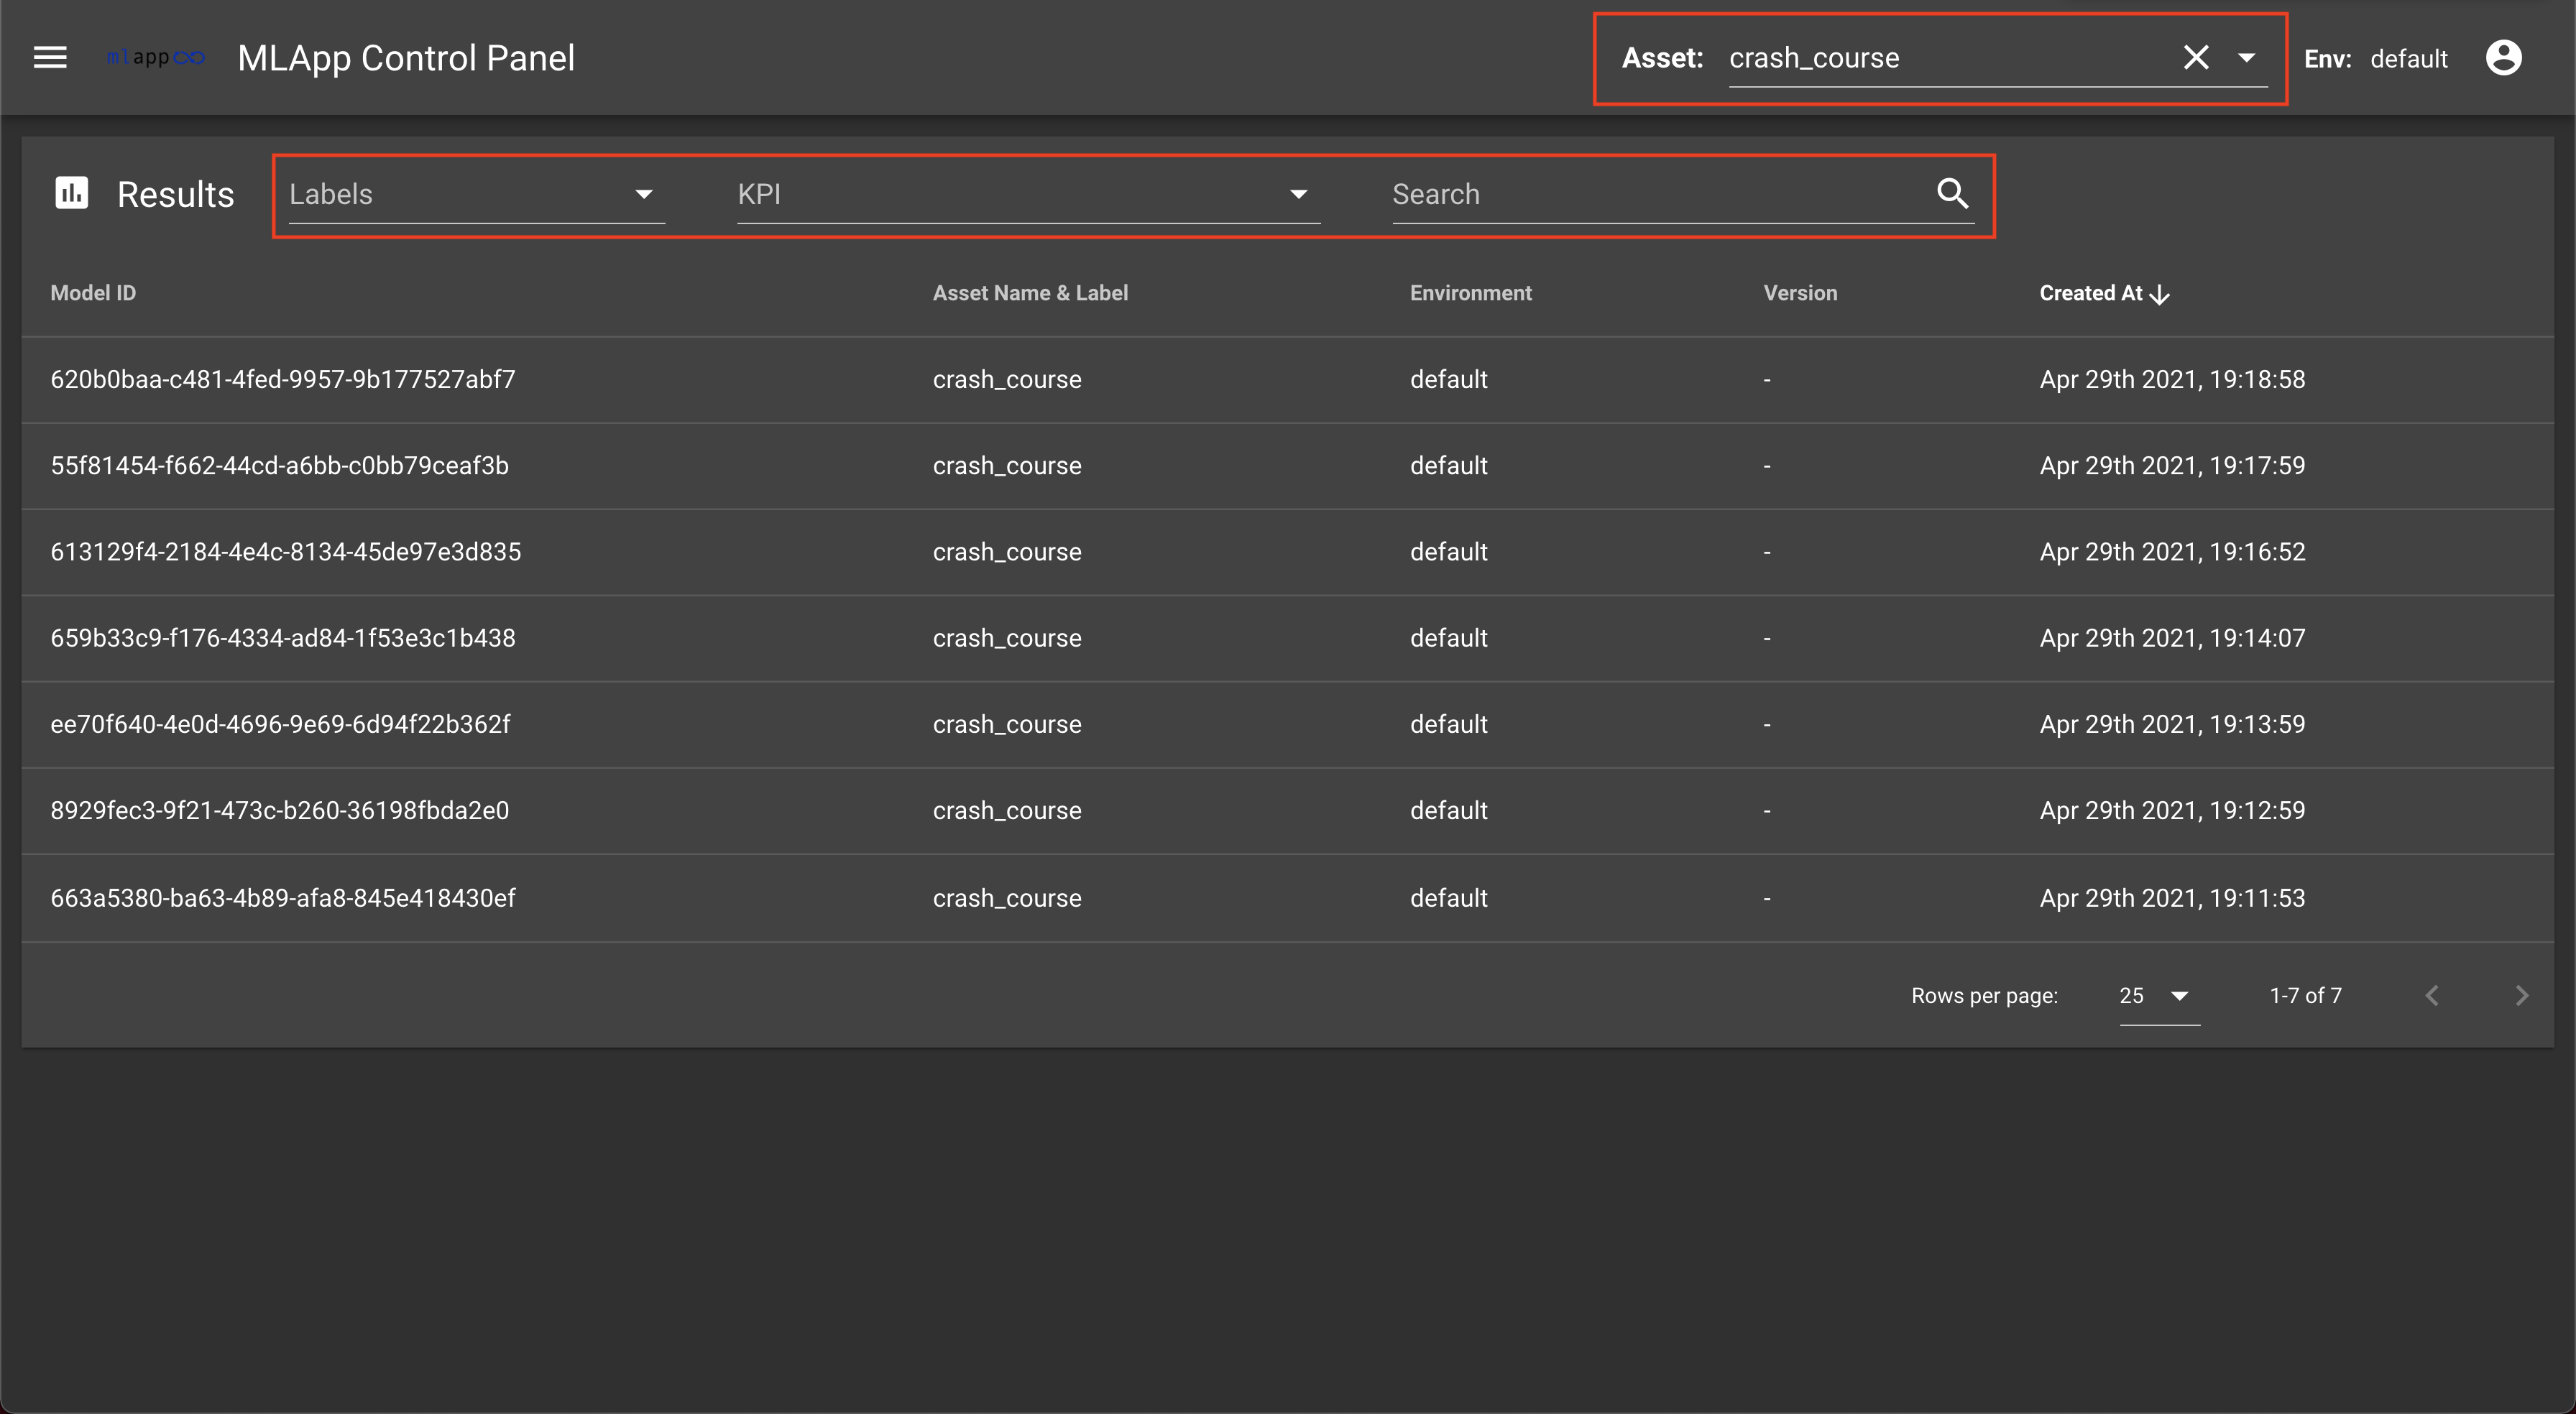 mlapp MLApp Control Panel Asset: crash_course Env: default
Results Labels KPI Search
Model ID Asset Name & Label Environment Version Created At
620b0baa-c481-4fed-9957-9b177527abf7 crash_course default - Apr 29th 2021, 19:18:58
55f81454-f662-44cd-a6bb-c0bb79ceaf3b crash_course default - Apr 29th 2021, 19:17:59
613129f4-2184-4e4c-8134-45de97e3d835 crash_course default - Apr 29th 2021, 19:16:52
659b33c9-f176-4334-ad84-1f53e3c1b438 crash_course default - Apr 29th 2021, 19:14:07
ee70f640-4e0d-4696-9e69-6d94f22b362f crash_course default - Apr 29th 2021, 19:13:59
8929fec3-9f21-473c-b260-36198fbda2e0 crash_course default - Apr 29th 2021, 19:12:59
663a5380-ba63-4b89-afa8-845e418430ef crash_course default - Apr 29th 2021, 19:11:53
Rows per page: 25 1-7 of 7